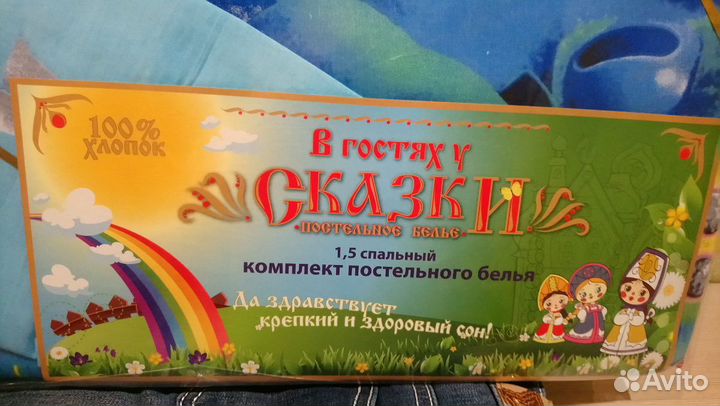 100%
ХЛОПОК
В ГОСТЯХ У
СКАЗКИ
•ПОСТЕЛЬНОЕ БЕЛЬЕ•
1,5 спальный
комплект постельного белья
Да здравствует
крепкий и здоровый сон!
Avito